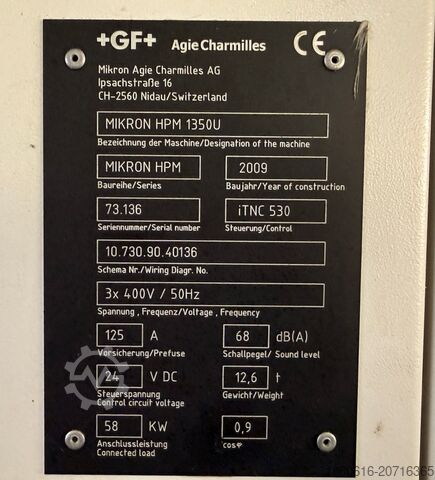 +GF+ AgieCharmilles CE
Mikron Agie Charmilles AG
Ipsachstraße 16
CH-2560 Nidau/Switzerland
MIKRON HPM 1350U
Bezeichnung der Maschine/Designation of the machine
MIKRON HPM 2009
Baureihe/Series Baujahr/Year of construction
73.136 iTNC 530
Seriennummer/Serial number Steuerung/Control
10.730.90.40136
Schema Nr./Wiring Diagr. No.
3x 400V / 50Hz
Spannung , Frequenz/Voltage , Frequency
125 A 68 dB(A)
Vorsicherung/Prefuse Schallpegel/ Sound level
24 V DC 12,6 t
Steuerspannung Gewicht/Weight
Control circuit voltage
58 KW 0,9
Anschlussleistung cosφ
Connected load